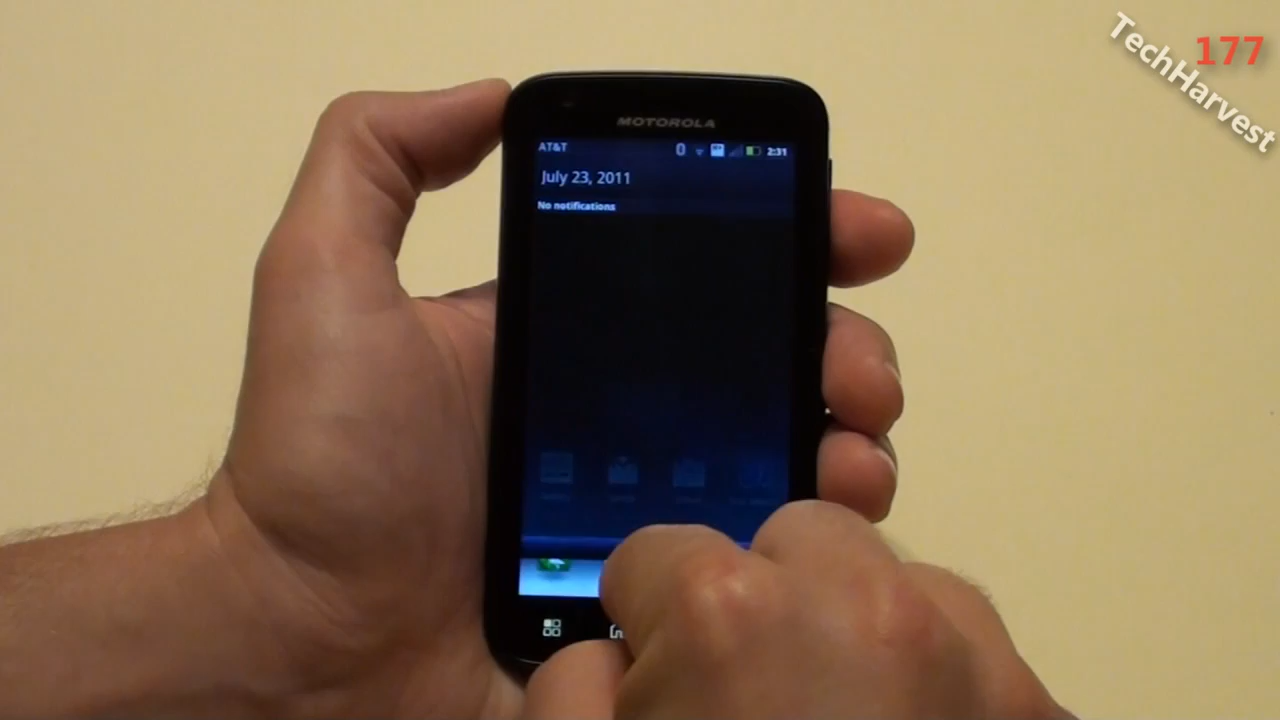 TechHarvest
177
MOTOROLA
AT&T
2:31
July 23, 2011
No notifications